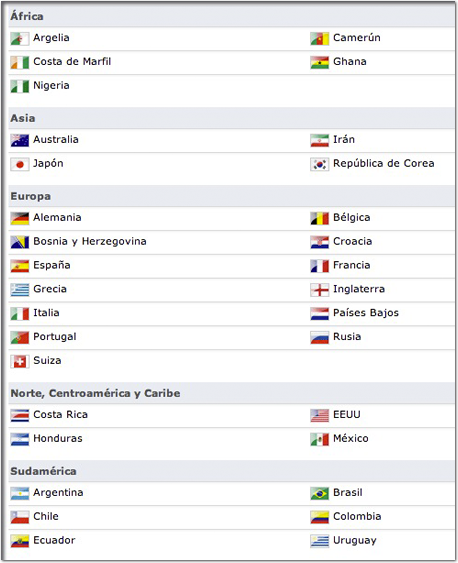 África
Argelia Camerún
Costa de Marfil Ghana
Nigeria
Asia
Australia Irán
Japón República de Corea
Europa
Alemania Bélgica
Bosnia y Herzegovina Croacia
España Francia
Grecia Inglaterra
Italia Países Bajos
Portugal Rusia
Suiza
Norte, Centroamérica y Caribe
Costa Rica EEUU
Honduras México
Sudamérica
Argentina Brasil
Chile Colombia
Ecuador Uruguay